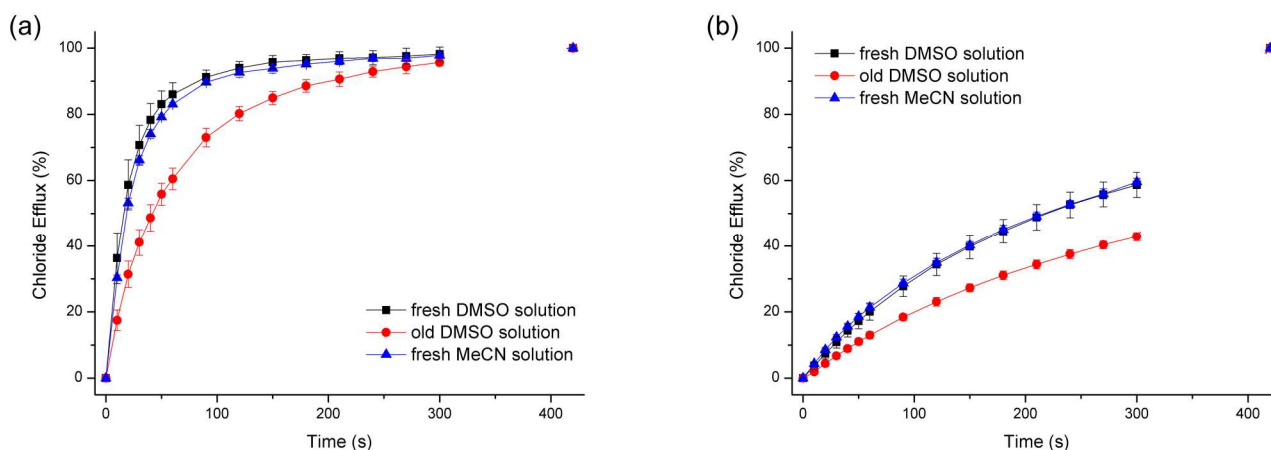 (a)
100
80
60
40
20
0
Chloride Efflux (%)
fresh DMSO solution
old DMSO solution
fresh MeCN solution
0 100 200 300 400
Time (s)
(b)
100
80
60
40
20
0
Chloride Efflux (%)
fresh DMSO solution
old DMSO solution
fresh MeCN solution
0 100 200 300 400
Time (s)